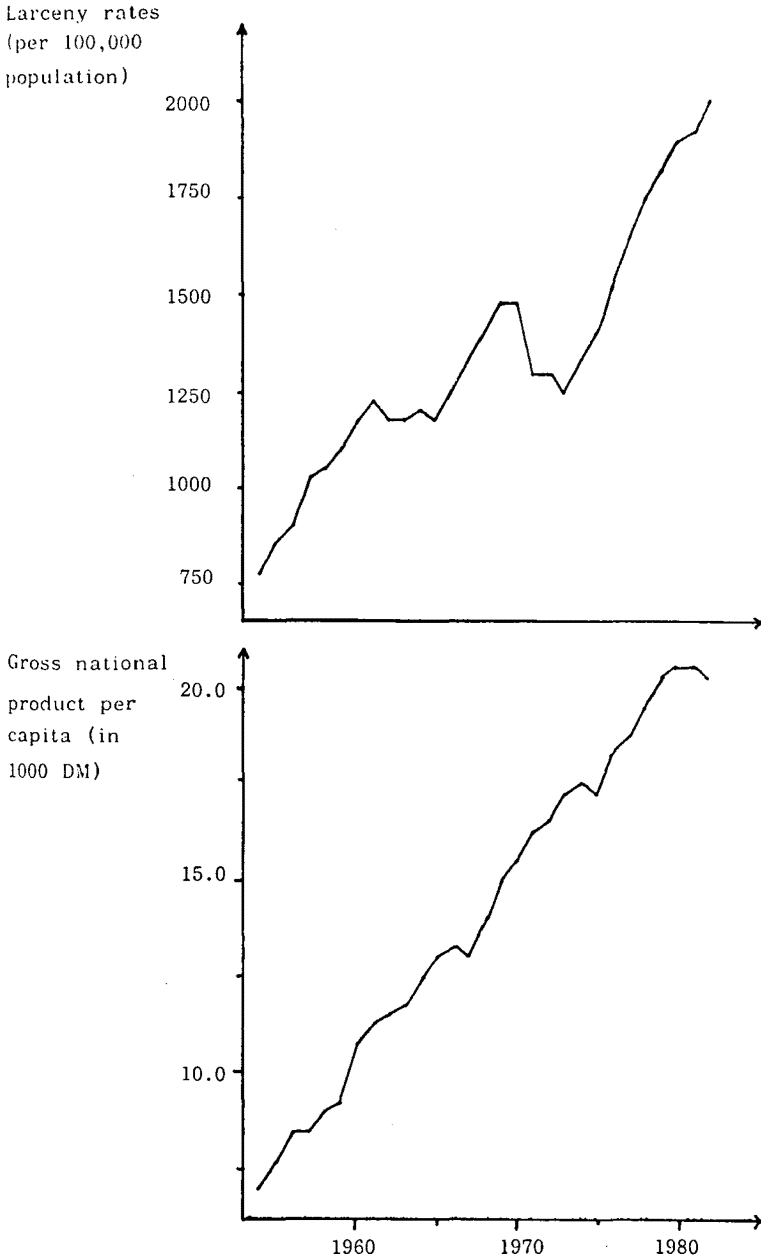 Larceny rates
(per 100,000
population)
2000
1750
1500
1250
1000
750
Gross national
product per
capita (in
1000 DM)
20.0
15.0
10.0
1960 1970 1980